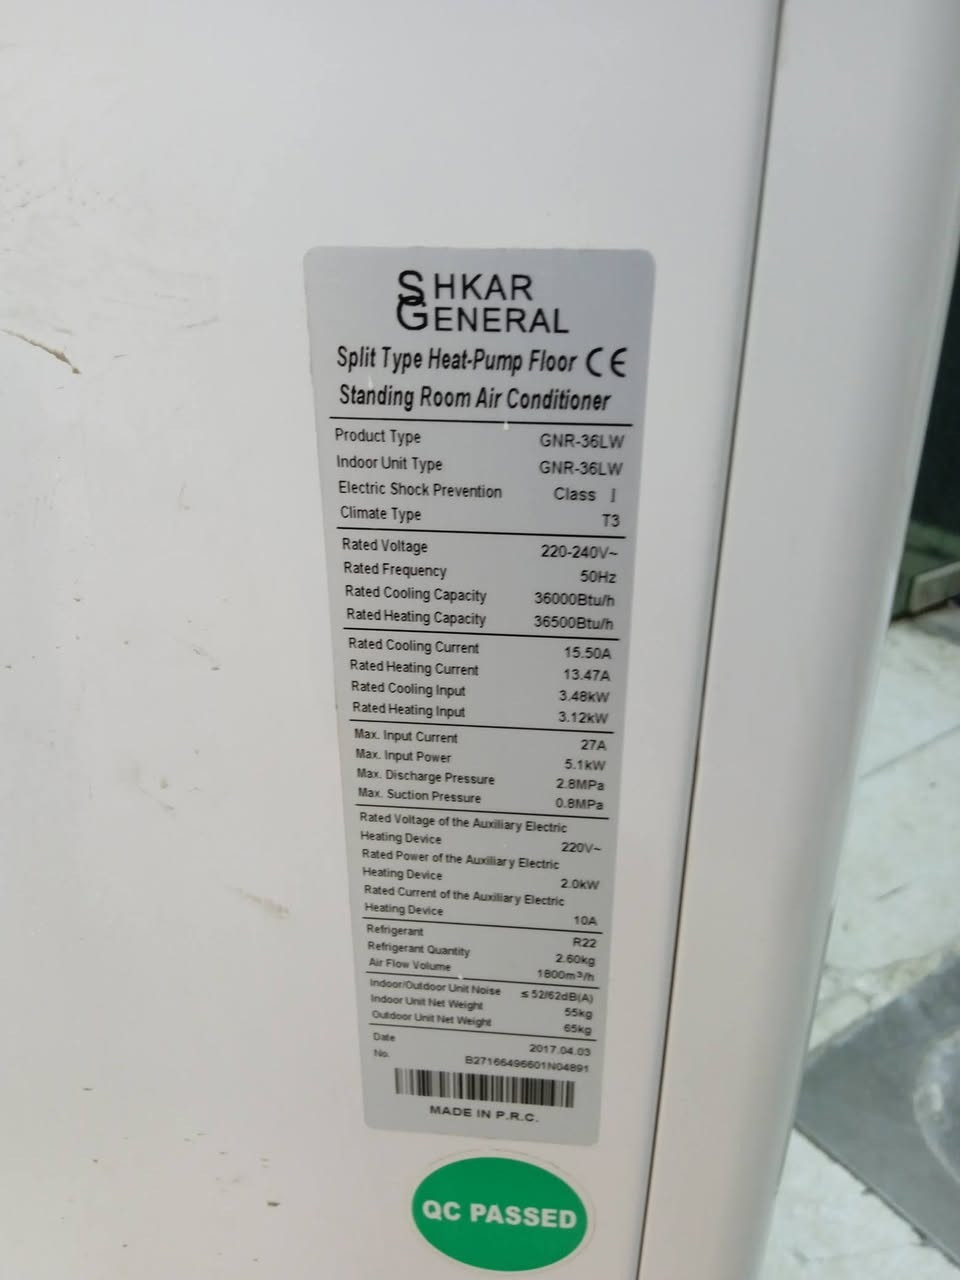 SHKAR
GENERAL
Split Type Heat-Pump Floor CE
Standing Room Air Conditioner
Product Type GNR-36LW
Indoor Unit Type GNR-36LW
Electric Shock Prevention Class I
Climate Type T3
Rated Voltage 220-240V~
Rated Frequency 50Hz
Rated Cooling Capacity 36000Btu/h
Rated Heating Capacity 36500Btu/h
Rated Cooling Current 15.50A
Rated Heating Current 13.47A
Rated Cooling Input 3.48kW
Rated Heating Input 3.12kW
Max. Input Current 27A
Max. Input Power 5.1kW
Max. Discharge Pressure 2.8MPa
Max. Suction Pressure 0.8MPa
Rated Voltage of the Auxiliary Electric
Heating Device 220V~
Rated Power of the Auxiliary Electric
Heating Device 2.0kW
Rated Current of the Auxiliary Electric
Heating Device 10A
Refrigerant R22
Refrigerant Quantity 2.60kg
Air Flow Volume 1800m³/h
Indoor/Outdoor Unit Noise ≤52/62dB(A)
Indoor Unit Net Weight 55kg
Outdoor Unit Net Weight 65kg
Date 2017.04.03
No. B27166496601N04891
MADE IN P.R.C.
QC PASSED